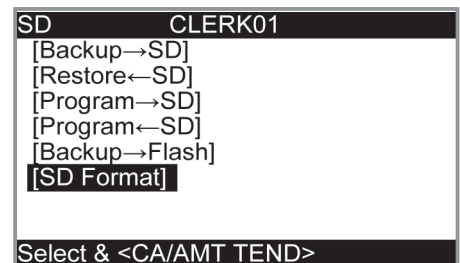 SD CLERK01
[Backup→SD]
[Restore←SD]
[Program→SD]
[Program←SD]
[Backup→Flash]
[SD Format]
Select & <CA/AMT TEND>